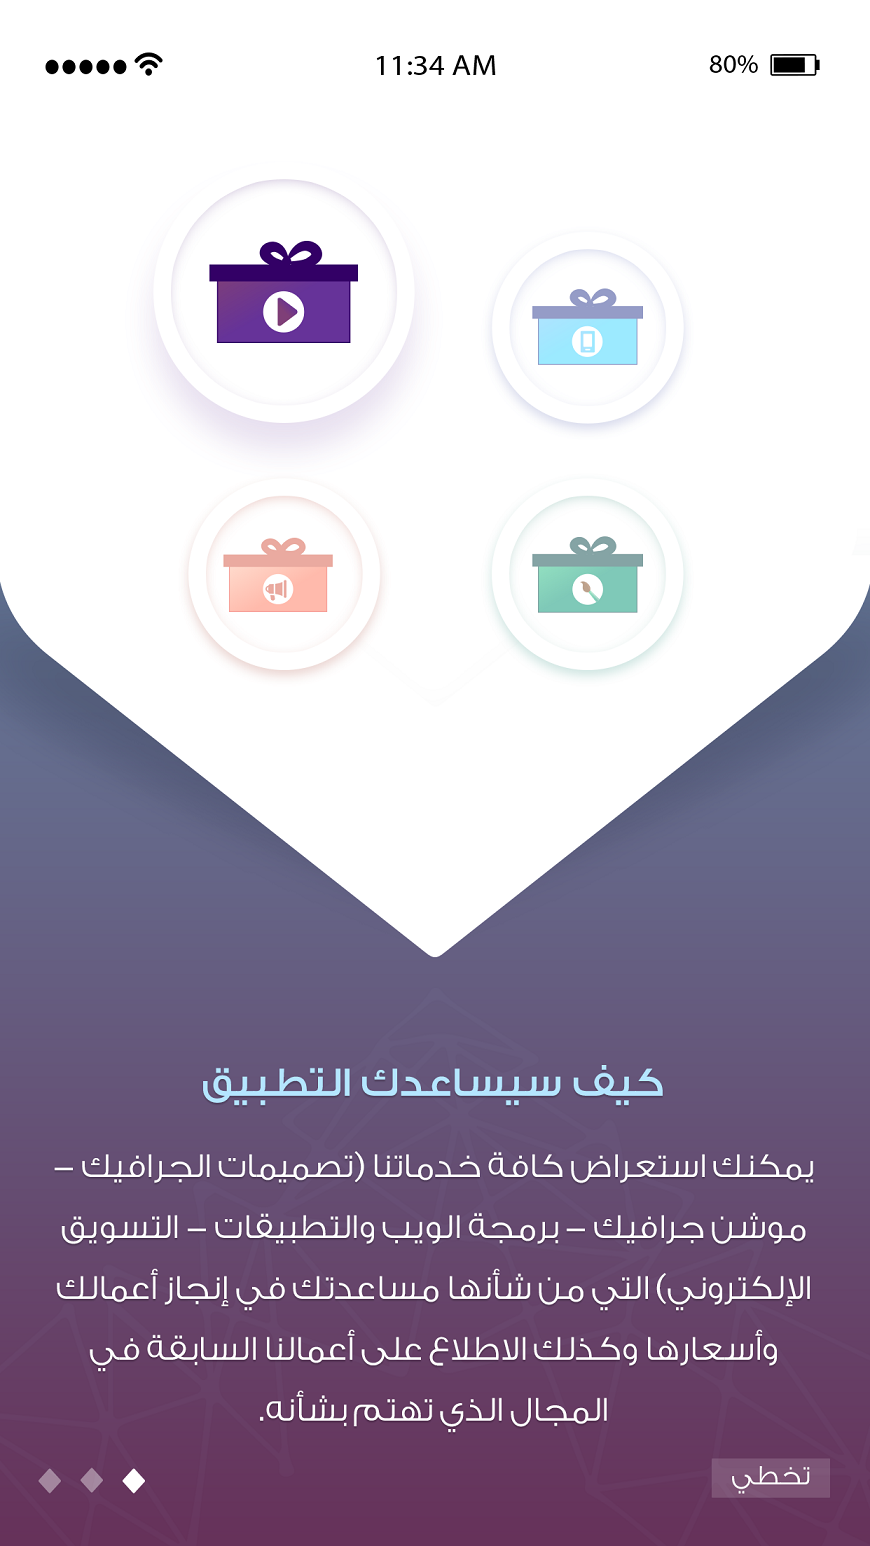 11:34 AM
80%
كيف سيساعدك التطبيق
يمكنك استعراض كافة خدماتنا (تصميمات الجرافيك –
موشن جرافيك – برمجة الويب والتطبيقات – التسويق
الإلكتروني) التي من شأنها مساعدتك في إنجاز أعمالك
وأسعارها وكذلك الاطلاع على أعمالنا السابقة في
المجال الذي تهتم بشأنه.
تخطي